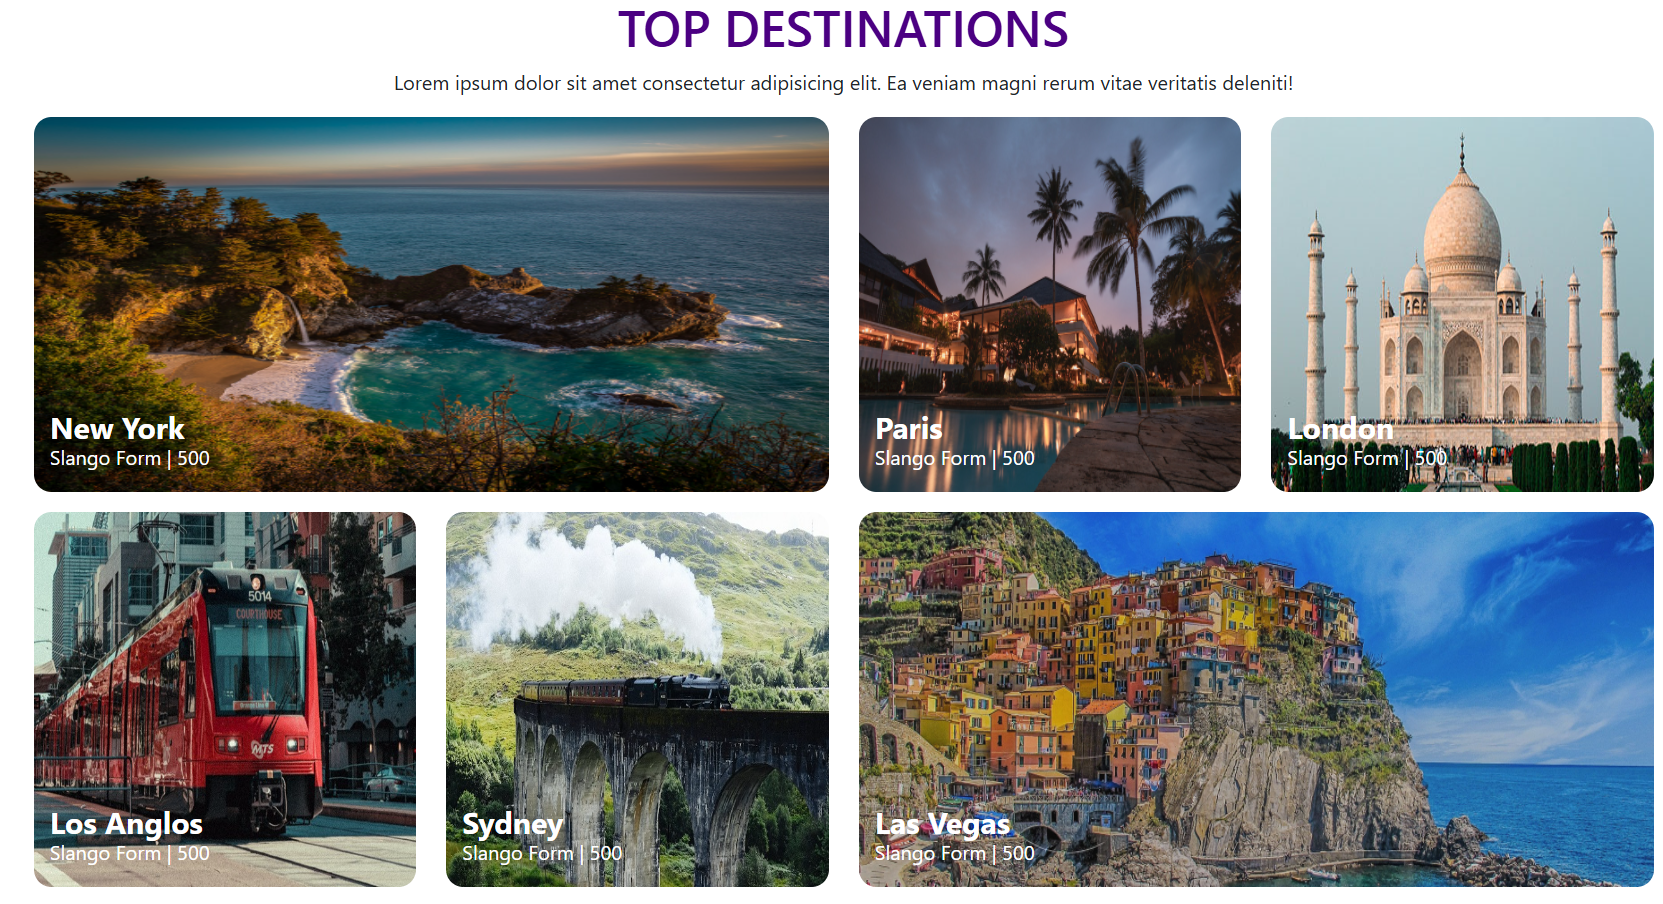 TOP DESTINATIONS
Lorem ipsum dolor sit amet consectetur adipisicing elit. Ea veniam magni rerum vitae veritatis deleniti!
New York
Slango Form | 500
Paris
Slango Form | 500
London
Slango Form | 500
5014
COURTHOUSE
MTS
Los Anglos
Slango Form | 500
Sydney
Slango Form | 500
Las Vegas
Slango Form | 500